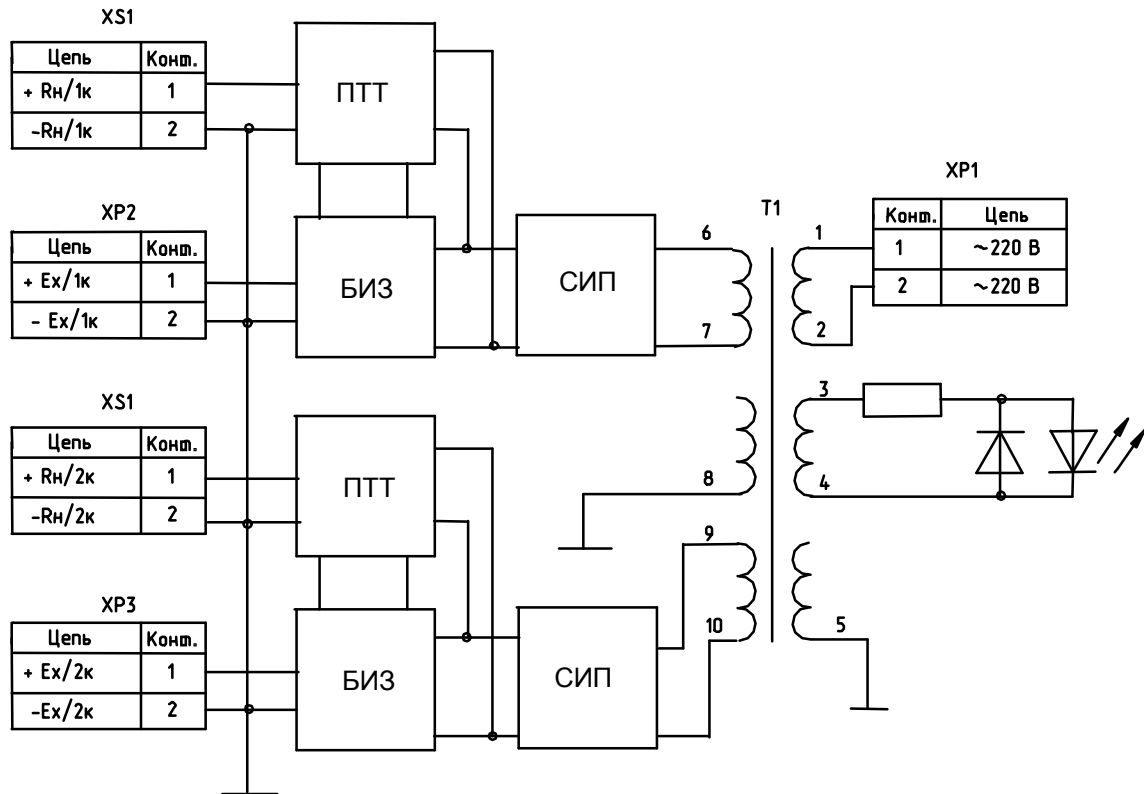 XS1
Цепь Конт.
+ Rн/1к 1
-Rн/1к 2
ПТТ
XP2
Цепь Конт.
+ Ex/1к 1
- Ex/1к 2
БИЗ
СИП
6
7
T1
1
2
XP1
Конт. Цепь
1 ~220 В
2 ~220 В
3
4
8
XS1
Цепь Конт.
+ Rн/2к 1
-Rн/2к 2
ПТТ
XP3
Цепь Конт.
+ Ex/2к 1
-Ex/2к 2
БИЗ
СИП
9
10
5